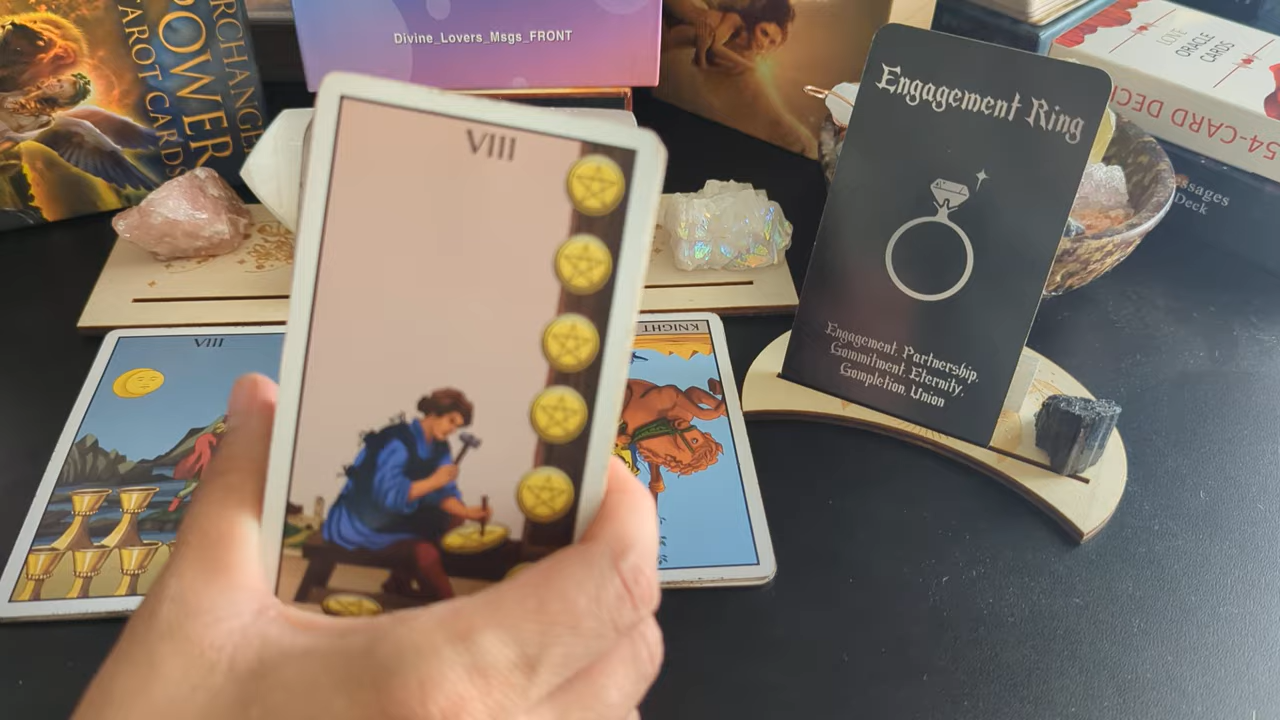 ARCHANGEL
POWER
TAROT CARDS
Divine_Lovers_Msgs_FRONT
VIII
VIII
KNIGHT
Engagement Ring
Engagement, Partnership,
Commitment, Eternity,
Completion, Union
LOVE
ORACLE
CARDS
54-CARD DECK
Deck